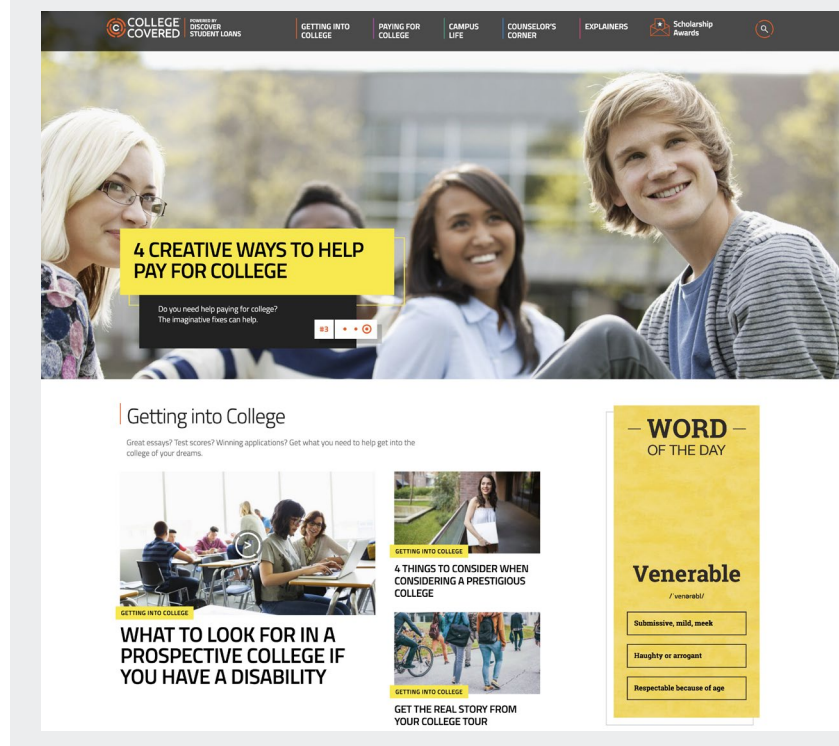 COLLEGE COVERED
POWERED BY
DISCOVER
STUDENT LOANS
GETTING INTO
COLLEGE
PAYING FOR
COLLEGE
CAMPUS
LIFE
COUNSELOR'S
CORNER
EXPLAINERS
Scholarship
Awards
4 CREATIVE WAYS TO HELP
PAY FOR COLLEGE
Do you need help paying for college?
The imaginative fixes can help.
#3
Getting into College
Great essays? Test scores? Winning applications? Get what you need to help get into the
college of your dreams.
GETTING INTO COLLEGE
WHAT TO LOOK FOR IN A
PROSPECTIVE COLLEGE IF
YOU HAVE A DISABILITY
GETTING INTO COLLEGE
4 THINGS TO CONSIDER WHEN
CONSIDERING A PRESTIGIOUS
COLLEGE
GETTING INTO COLLEGE
GET THE REAL STORY FROM
YOUR COLLEGE TOUR
WORD
OF THE DAY
Venerable
/ˈvenərəbl/
Submissive, mild, meek
Haughty or arrogant
Respectable because of age